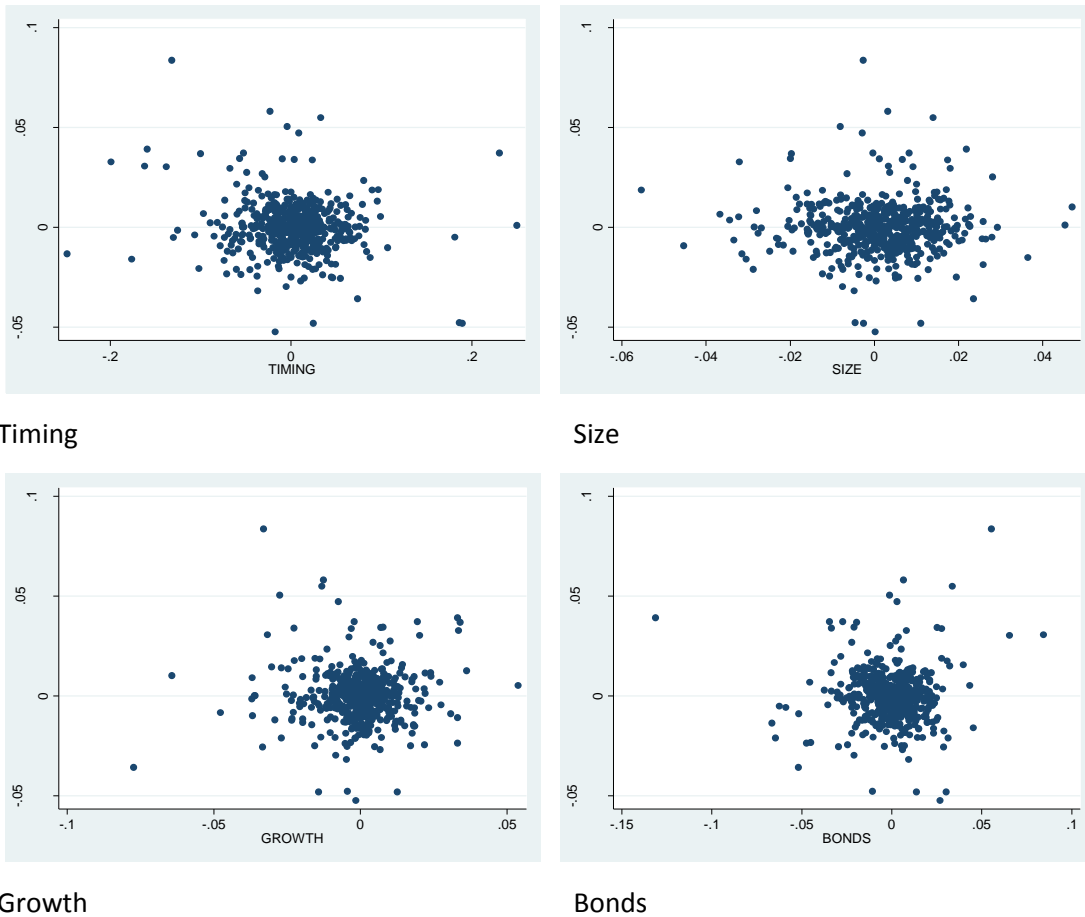 .1
.05
0
-.05
-.2 0 .2
TIMING
.1
.05
0
-.05
-.06 -.04 -.02 0 .02 .04
SIZE
Timing Size
.1
.05
0
-.05
-.1 -.05 0 .05
GROWTH
.1
.05
0
-.05
-.15 -.1 -.05 0 .05 .1
BONDS
Growth Bonds